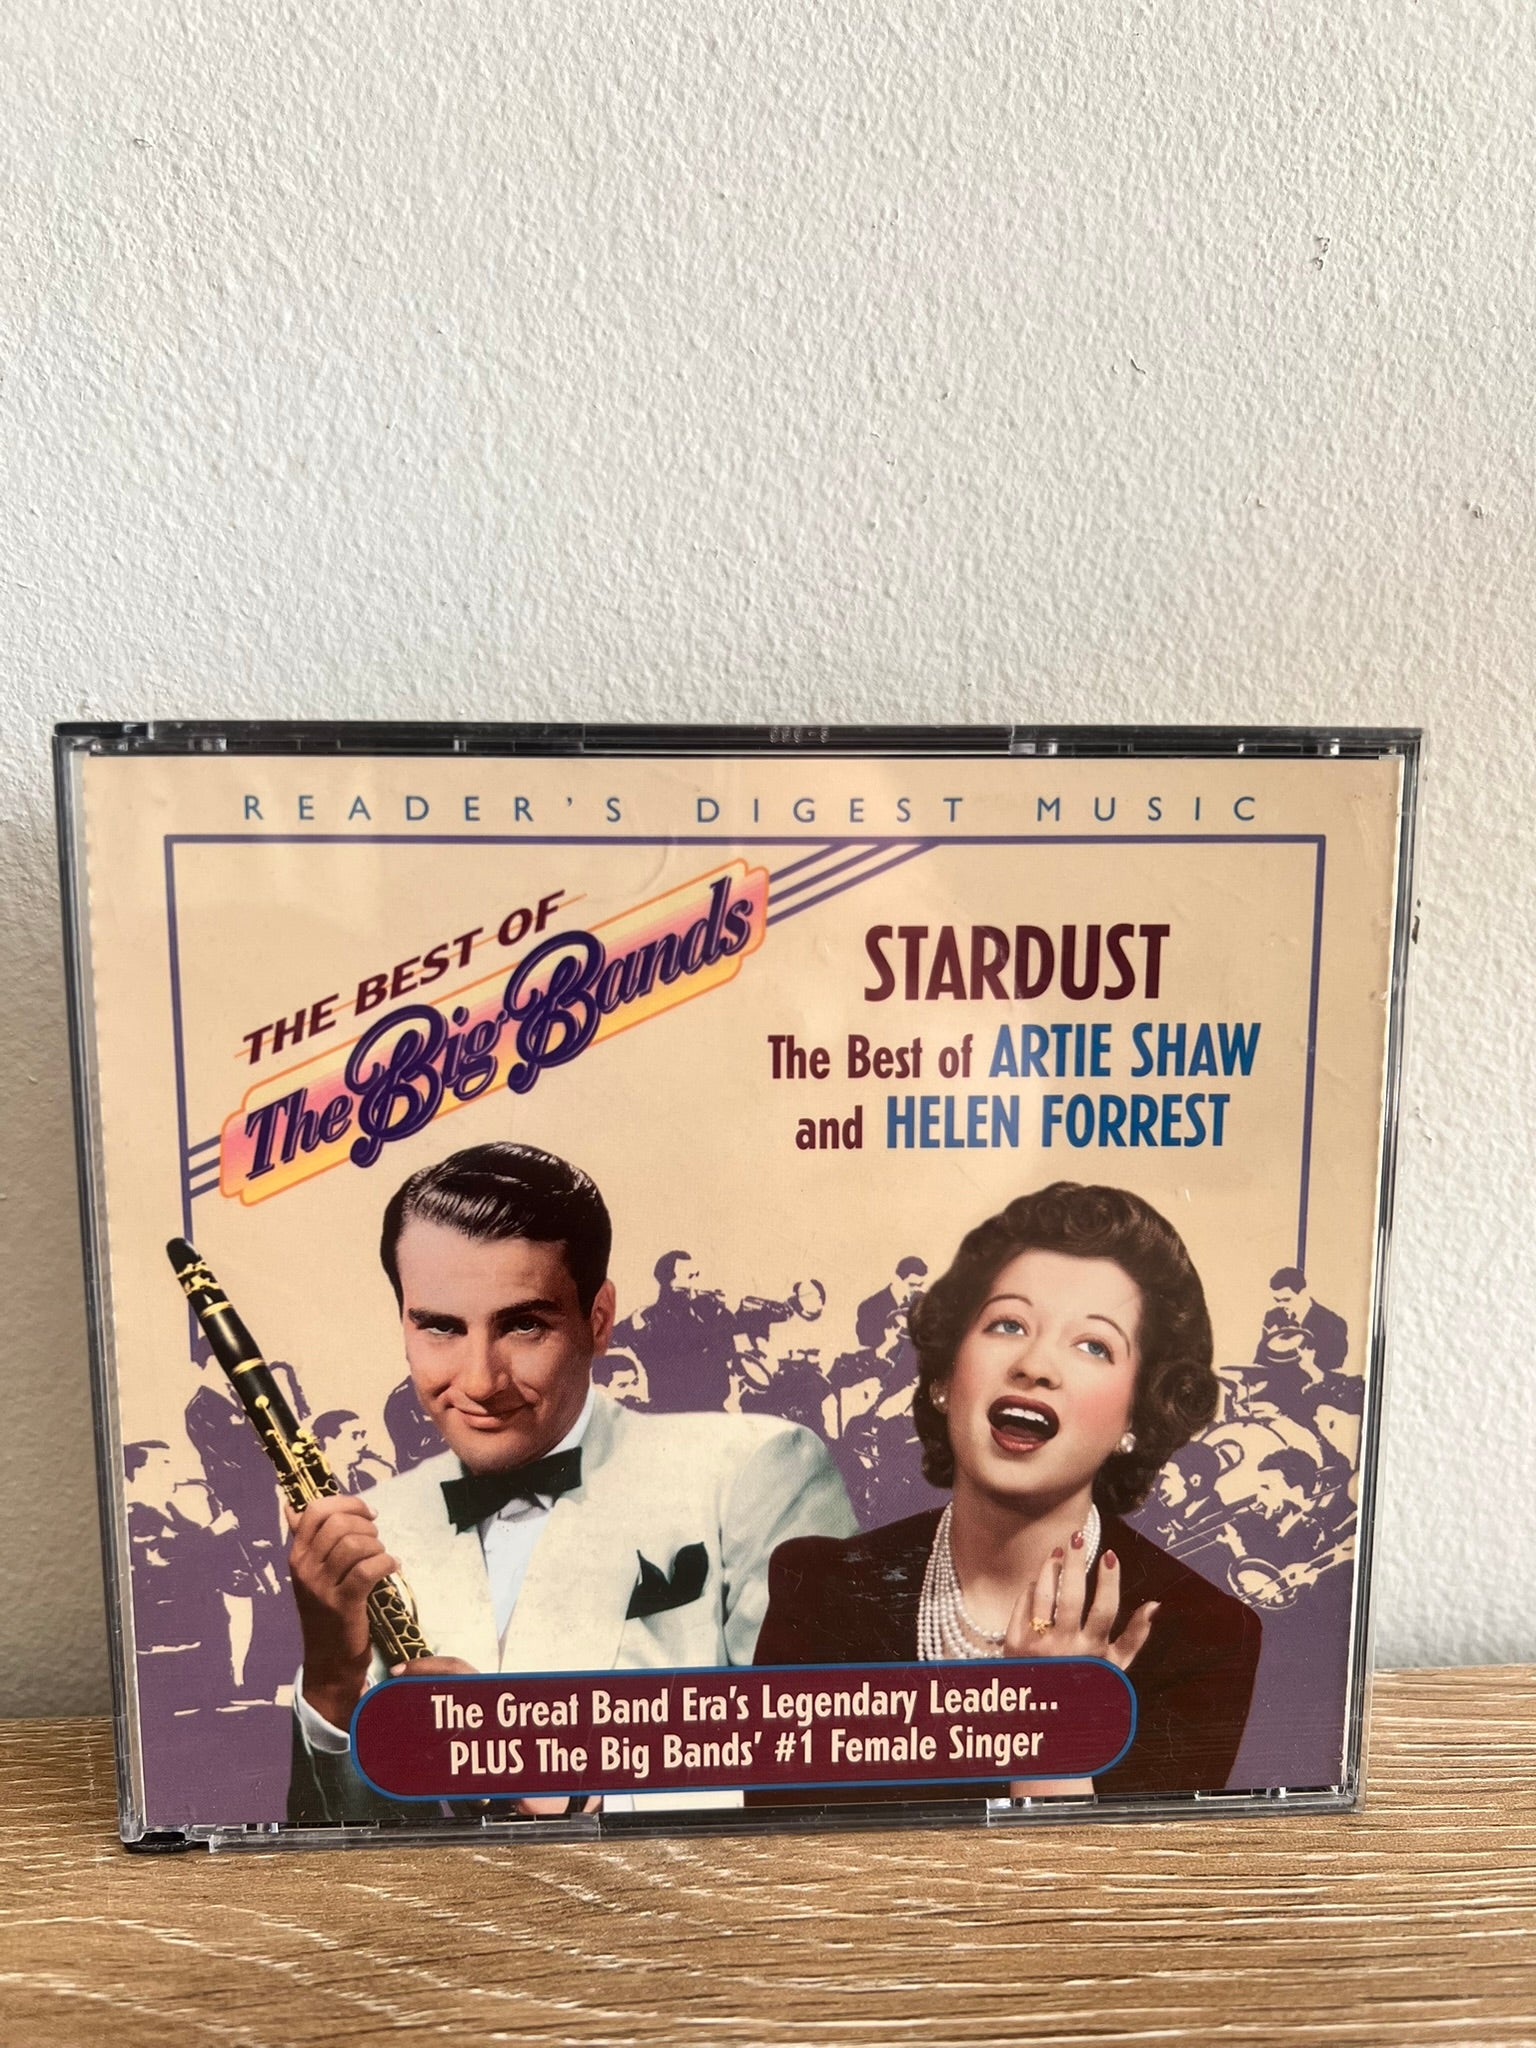 READER'S DIGEST MUSIC
THE BEST OF
The Big Bands
STARDUST
The Best of ARTIE SHAW
and HELEN FORREST
The Great Band Era's Legendary Leader...
PLUS The Big Bands' #1 Female Singer